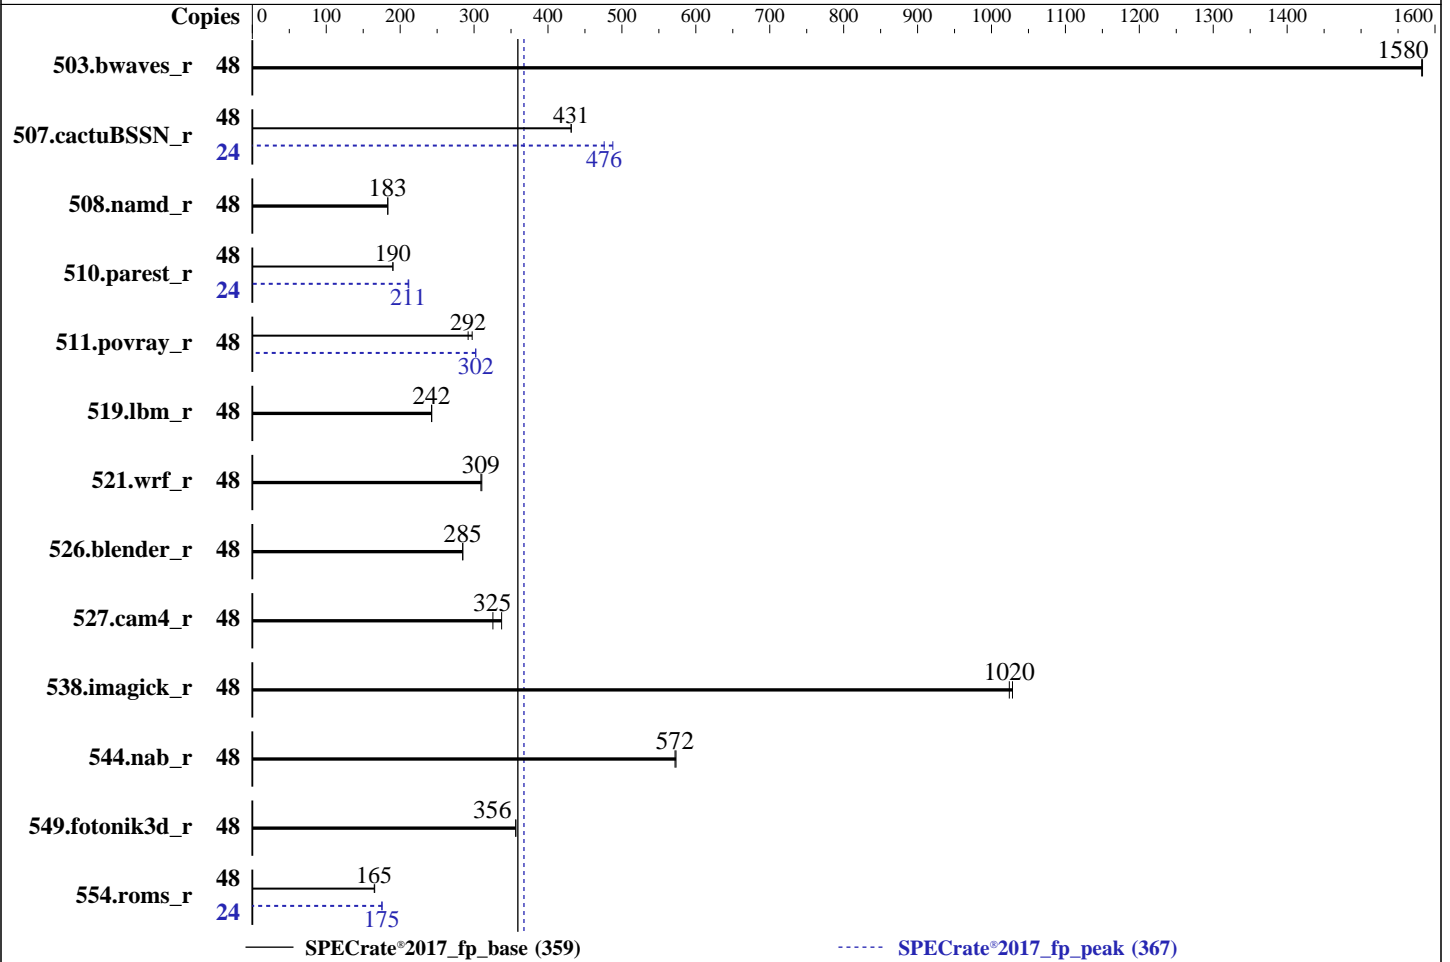 Copies 0 100 200 300 400 500 600 700 800 900 1000 1100 1200 1300 1400 1600
503.bwaves_r 48 1580
507.cactuBSSN_r 48 431
24 476
508.namd_r 48 183
510.parest_r 48 190
24 211
511.povray_r 48 292
302
519.lbm_r 48 242
521.wrf_r 48 309
526.blender_r 48 285
527.cam4_r 48 325
538.imagick_r 48 1020
544.nab_r 48 572
549.fotonik3d_r 48 356
554.roms_r 48 165
24 175
SPECrate®2017_fp_base (359) SPECrate®2017_fp_peak (367)